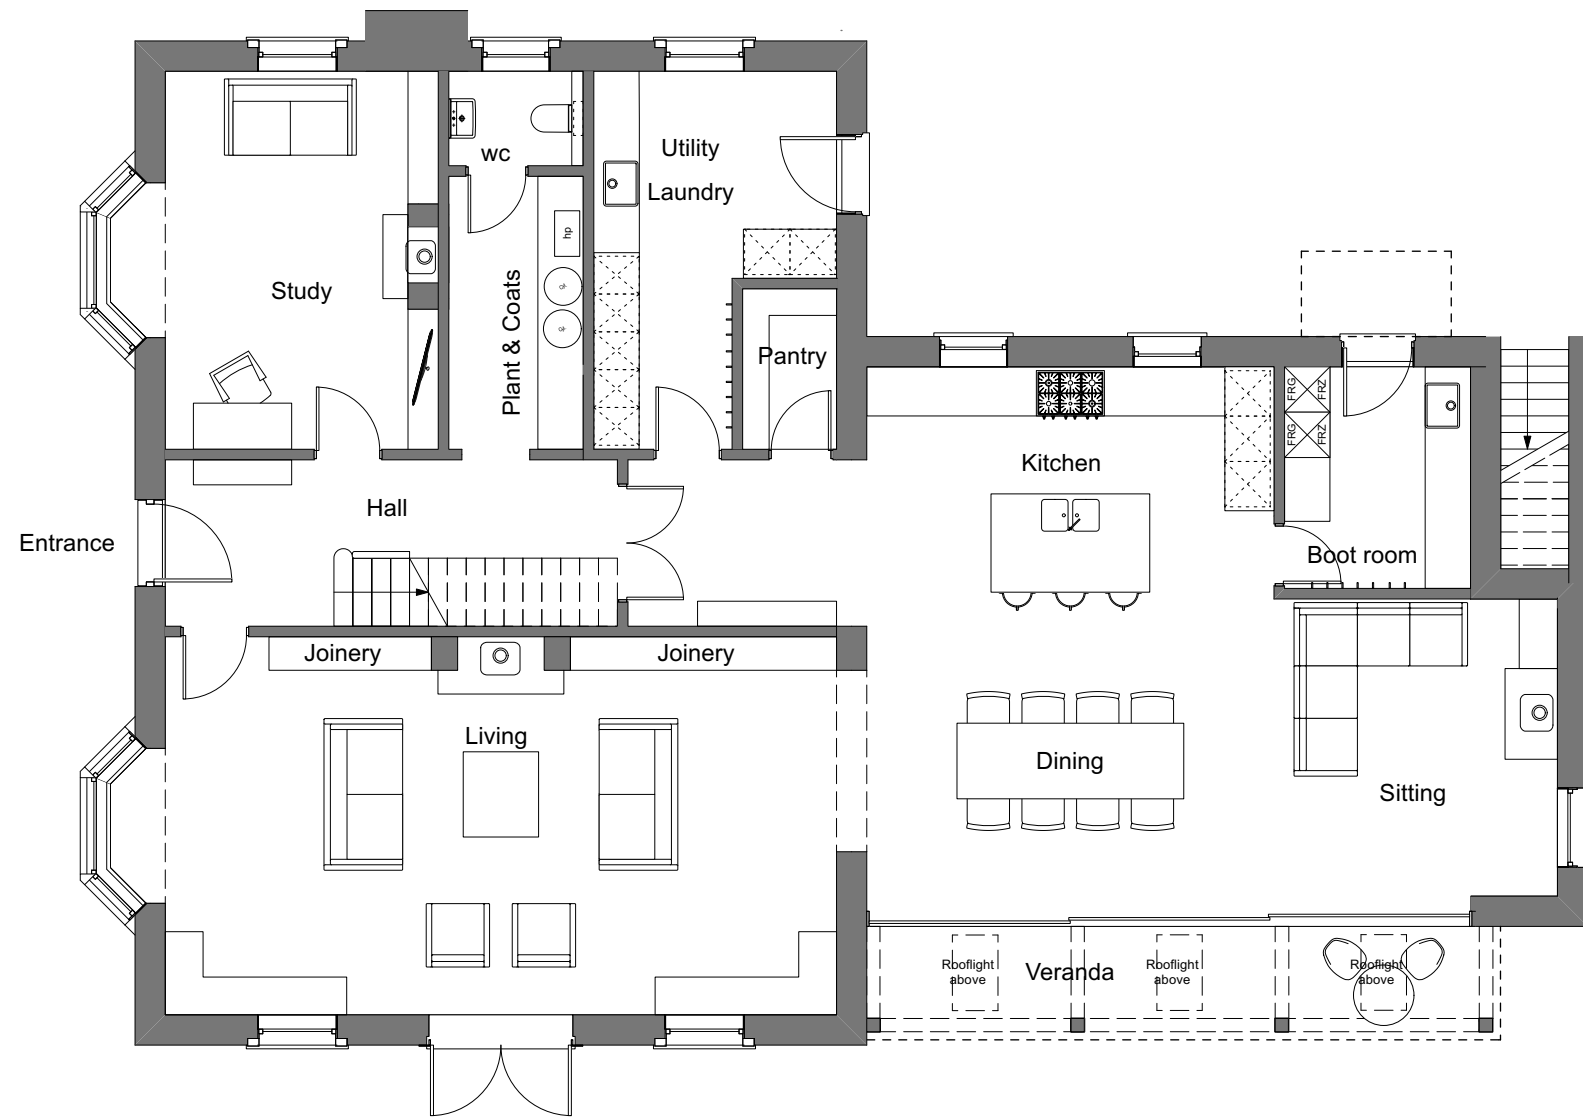 wc
Utility
Laundry
hp
Study
Plant & Coats
Pantry
FRG
FRZ
FRG
FRZ
Kitchen
Hall
Entrance
Boot room
Joinery
Joinery
Living
Dining
Sitting
Rooflight
above
Veranda
Rooflight
above
Rooflight
above